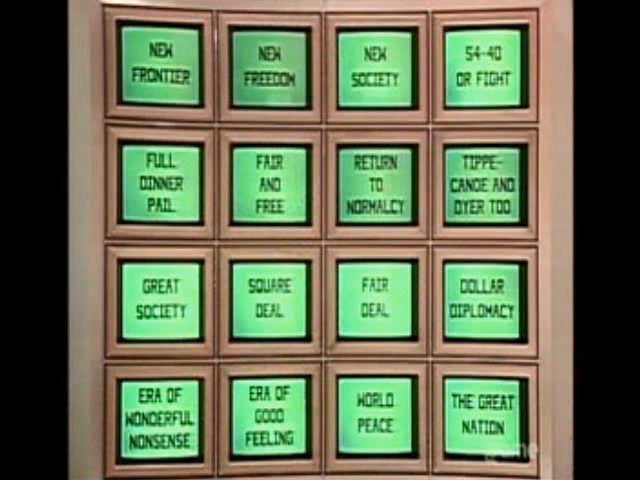 NEW
FRONTIER
NEW
FREEDOM
NEW
SOCIETY
54-40
OR FIGHT
FULL
DINNER
PAIL
FAIR
AND
FREE
RETURN
TO
NORMALCY
TIPPE-
CANOE AND
DYER TOO
GREAT
SOCIETY
SQUARE
DEAL
FAIR
DEAL
DOLLAR
DIPLOMACY
ERA OF
WONDERFUL
NONSENSE
ERA OF
GOOD
FEELING
WORLD
PEACE
THE GREAT
NATION